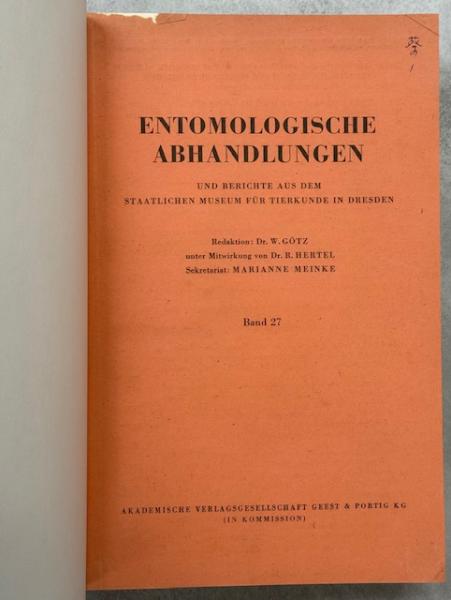 ENTOMOLOGISCHE
ABHANDLUNGEN
UND BERICHTE AUS DEM
STAATLICHEN MUSEUM FÜR TIERKUNDE IN DRESDEN
Redaktion: Dr. W. GÖTZ
unter Mitwirkung von Dr. R. HERTEL
Sekretariat: MARIANNE MEINKE
Band 27
AKADEMISCHE VERLAGSGESELLSCHAFT GEEST & PORTIG KG
(IN KOMMISSION)